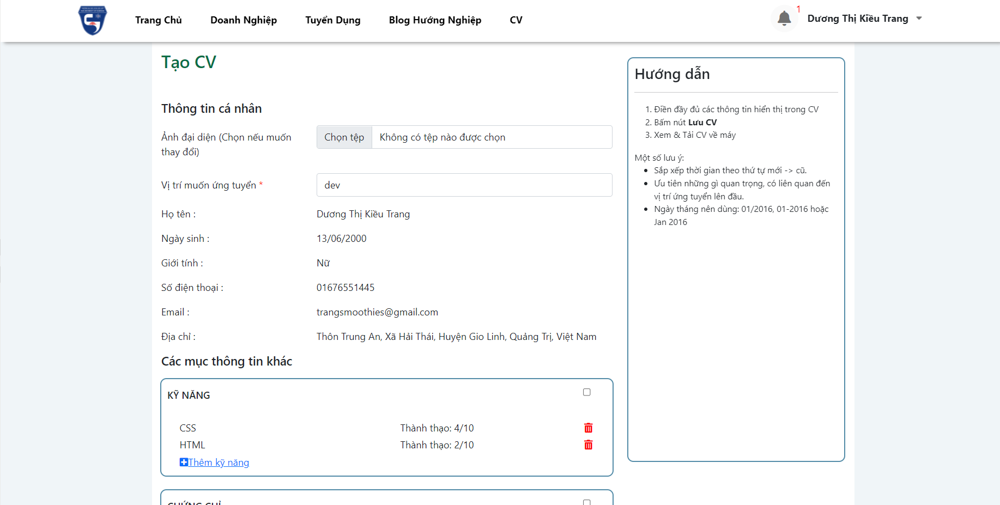 Trang Chủ
Doanh Nghiệp
Tuyển Dụng
Blog Hướng Nghiệp
CV
1
Dương Thị Kiều Trang
Tạo CV
Thông tin cá nhân
Ảnh đại diện (Chọn nếu muốn
thay đổi)
Chọn tệp
Không có tệp nào được chọn
Vị trí muốn ứng tuyển *
dev
Họ tên :
Dương Thị Kiều Trang
Ngày sinh :
13/06/2000
Giới tính :
Nữ
Số điện thoại :
01676551445
Email :
trangsmoothies@gmail.com
Địa chỉ :
Thôn Trung An, Xã Hải Thái, Huyện Gio Linh, Quảng Trị, Việt Nam
Các mục thông tin khác
KỸ NĂNG
CSS
Thành thạo: 4/10
HTML
Thành thạo: 2/10
Thêm kỹ năng
CHỨNG CHỈ
Hướng dẫn
1. Điền đầy đủ các thông tin hiển thị trong CV
2. Bấm nút Lưu CV
3. Xem & Tải CV về máy
Một số lưu ý:
• Sắp xếp thời gian theo thứ tự mới -> cũ.
• Ưu tiên những gì quan trọng, có liên quan đến
vị trí ứng tuyển lên đầu.
• Ngày tháng nên dùng: 01/2016, 01-2016 hoặc
Jan 2016